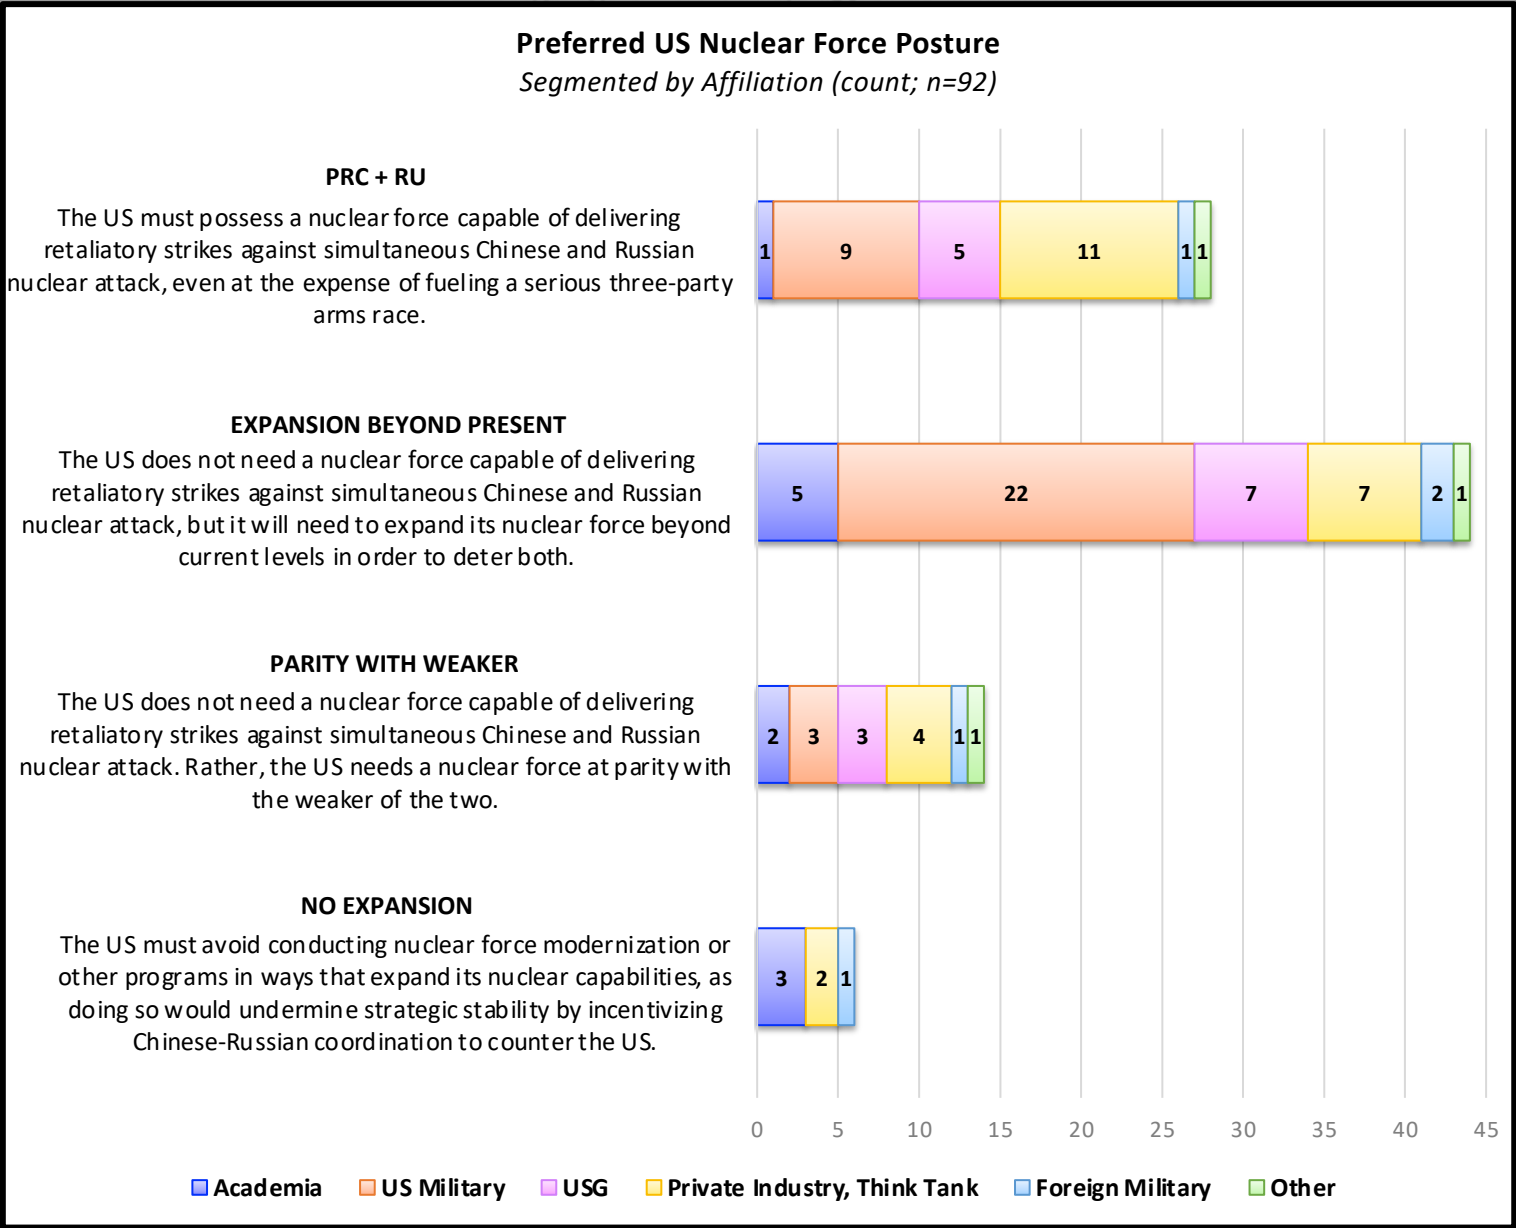 Preferred US Nuclear Force Posture
Segmented by Affiliation (count; n=92)
PRC + RU
The US must possess a nuclear force capable of delivering
retaliatory strikes against simultaneous Chinese and Russian
nuclear attack, even at the expense of fueling a serious three-party
arms race.
1 9 5 11 1 1
EXPANSION BEYOND PRESENT
The US does not need a nuclear force capable of delivering
retaliatory strikes against simultaneous Chinese and Russian
nuclear attack, but it will need to expand its nuclear force beyond
current levels in order to deter both.
5 22 7 7 2 1
PARITY WITH WEAKER
The US does not need a nuclear force capable of delivering
retaliatory strikes against simultaneous Chinese and Russian
nuclear attack. Rather, the US needs a nuclear force at parity with
the weaker of the two.
2 3 3 4 1 1
NO EXPANSION
The US must avoid conducting nuclear force modernization or
other programs in ways that expand its nuclear capabilities, as
doing so would undermine strategic stability by incentivizing
Chinese-Russian coordination to counter the US.
3 2 1
0 5 10 15 20 25 30 35 40 45
Academia US Military USG Private Industry, Think Tank Foreign Military Other